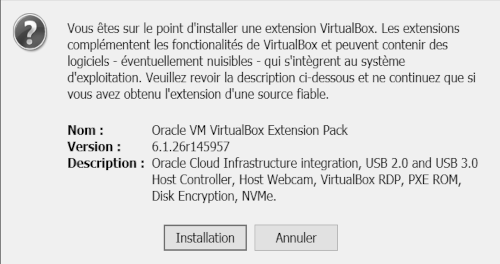 Vous êtes sur le point d'installer une extension VirtualBox. Les extensions
complémentent les fonctionalités de VirtualBox et peuvent contenir des
logiciels - éventuellement nuisibles - qui s'intègrent au système
d'exploitation. Veuillez revoir la description ci-dessous et ne continuez que si
vous avez obtenu l'extension d'une source fiable.
Nom : Oracle VM VirtualBox Extension Pack
Version : 6.1.26r145957
Description : Oracle Cloud Infrastructure integration, USB 2.0 and USB 3.0
Host Controller, Host Webcam, VirtualBox RDP, PXE ROM,
Disk Encryption, NVMe.
Installation Annuler